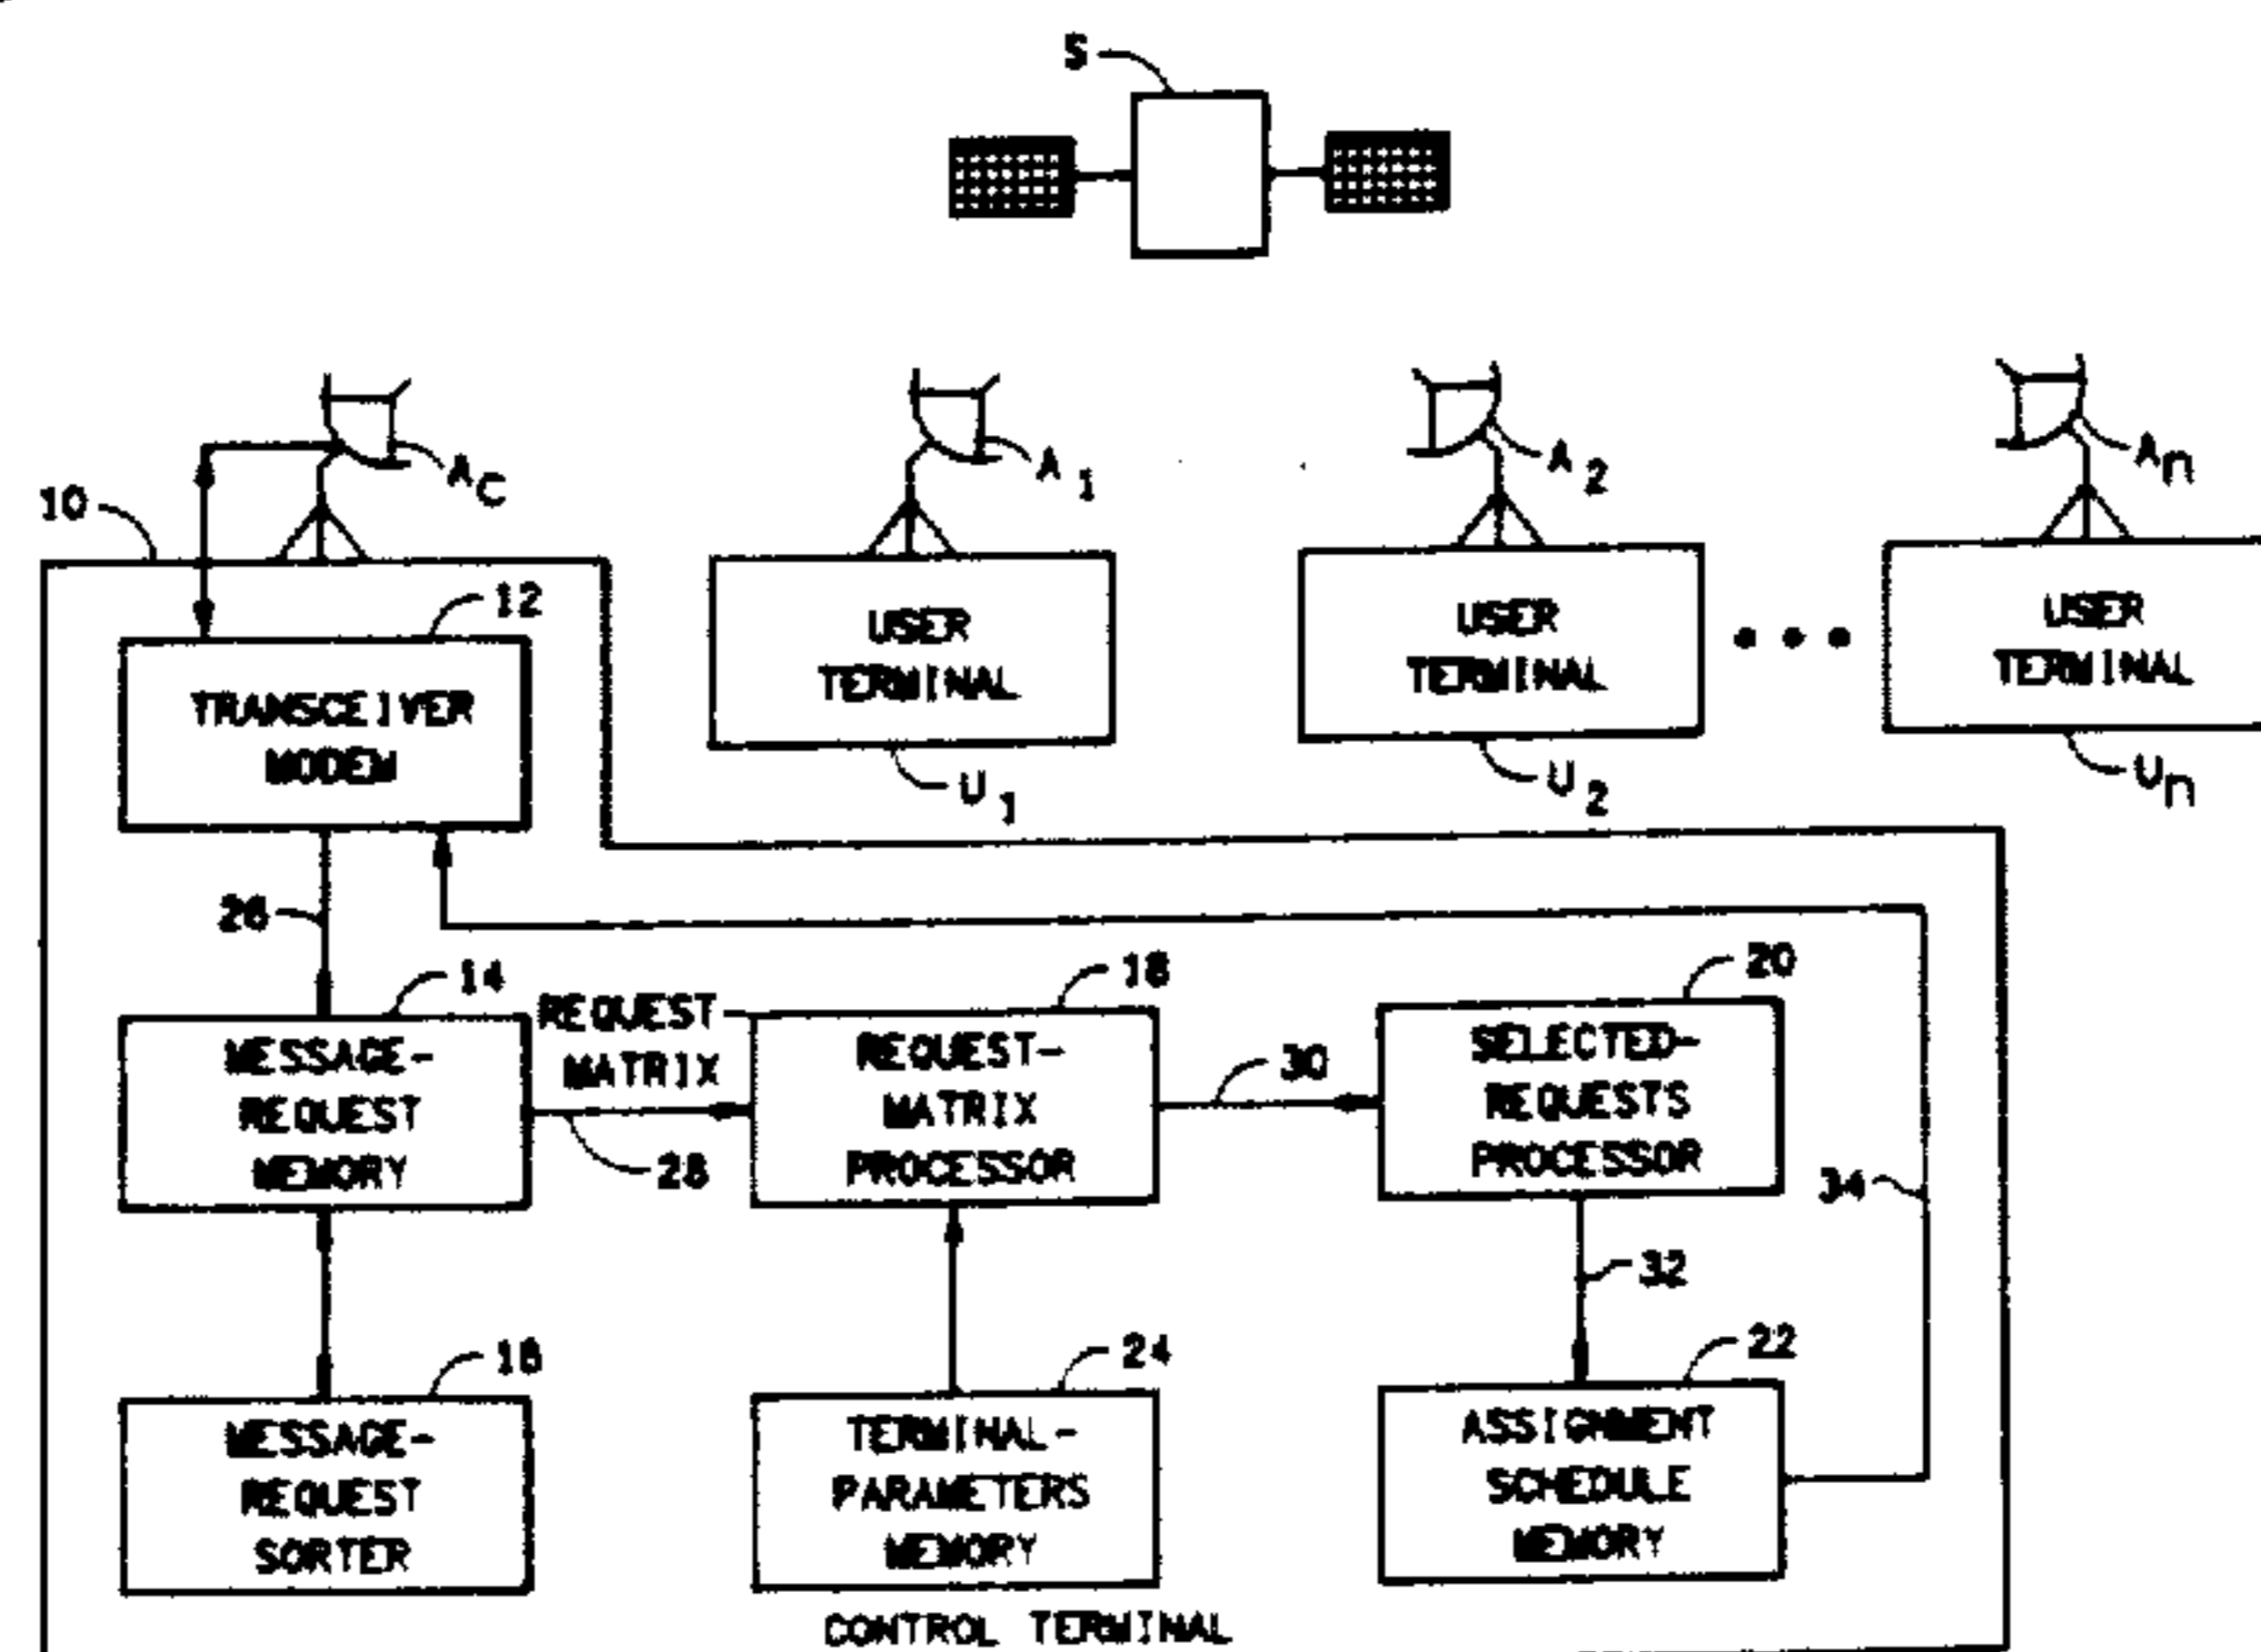 S
A C
A 1
A 2
A n
10
12
USER
TERMINAL
USER
TERMINAL
USER
TERMINAL
TRANSCEIVER
MODEM
U 1
U 2
U n
26
14
18
20
REQUEST
MATRIX
MESSAGE-
REQUEST
MEMORY
REQUEST-
MATRIX
PROCESSOR
30
SELECTED-
REQUESTS
PROCESSOR
28
34
32
16
24
22
MESSAGE-
REQUEST
SORTER
TERMINAL-
PARAMETERS
MEMORY
ASSIGNMENT
SCHEDULE
MEMORY
CONTROL TERMINAL